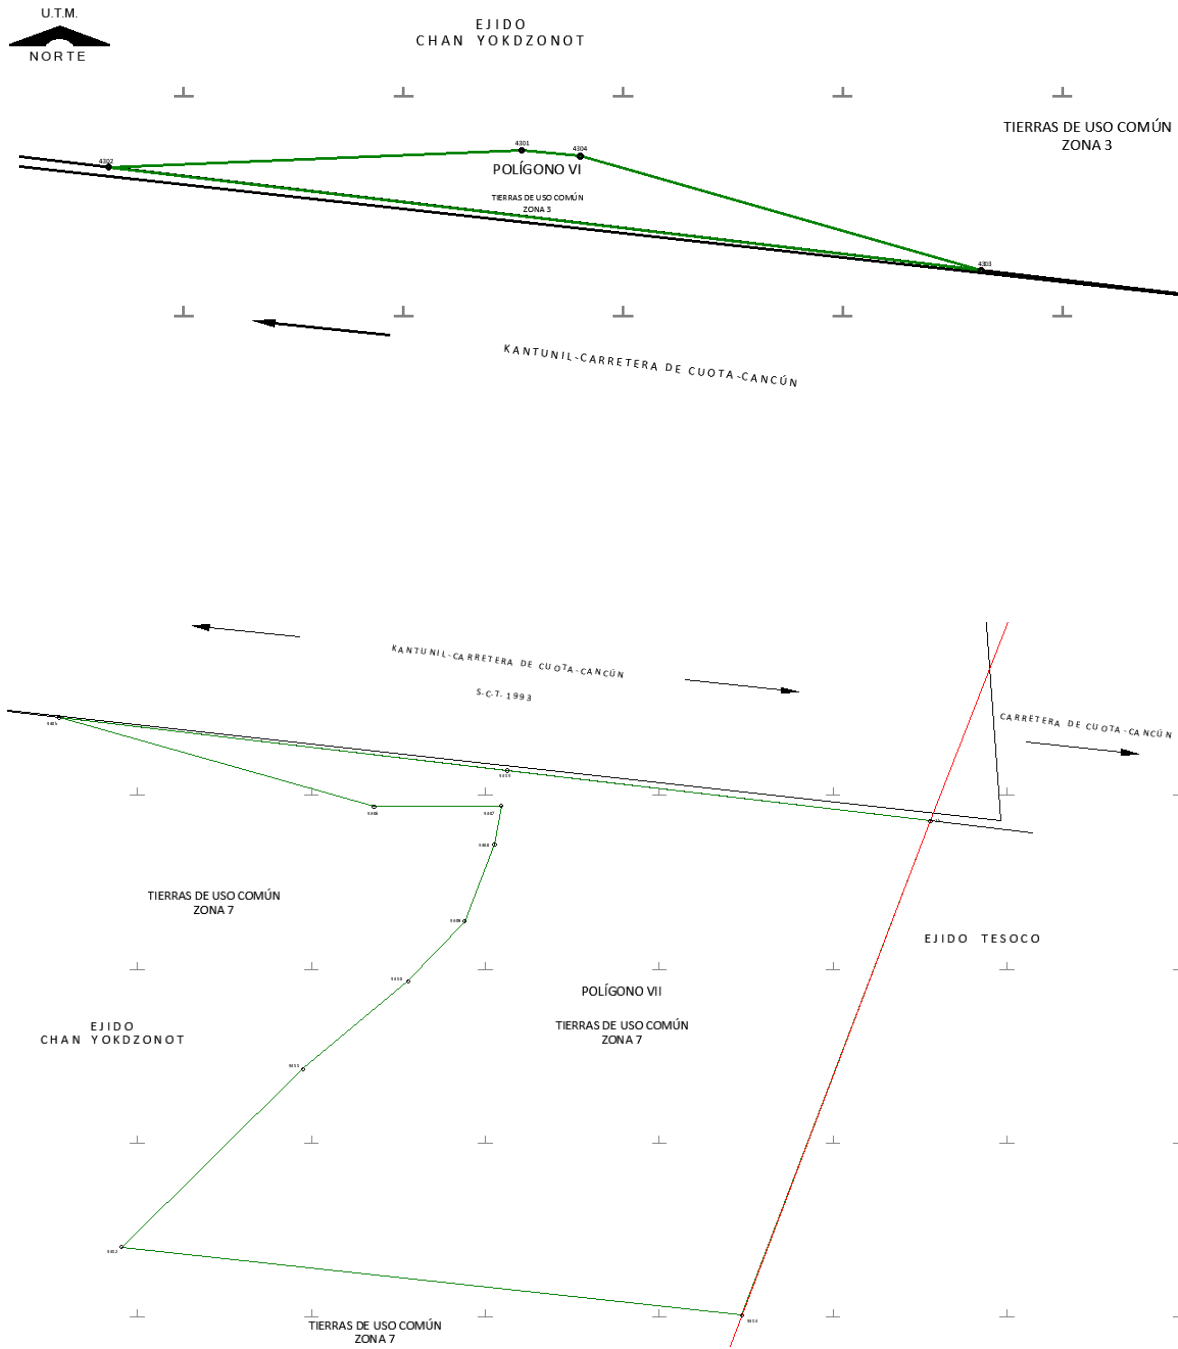 U.T.M.
NORTE
EJIDO
CHAN YOKDZONOT
TIERRAS DE USO COMÚN
ZONA 3
4302
4301
4304
POLÍGONO VI
TIERRAS DE USO COMÚN
ZONA 3
4303
KANTUNIL-CARRETERA DE CUOTA-CANCÚN
KANTUNIL-CARRETERA DE CUOTA-CANCÚN
S.C.T. 1993
CARRETERA DE CUOTA-CANCÚN
TIERRAS DE USO COMÚN
ZONA 7
EJIDO TESOCO
POLÍGONO VII
TIERRAS DE USO COMÚN
ZONA 7
EJIDO
CHAN YOKDZONOT
TIERRAS DE USO COMÚN
ZONA 7